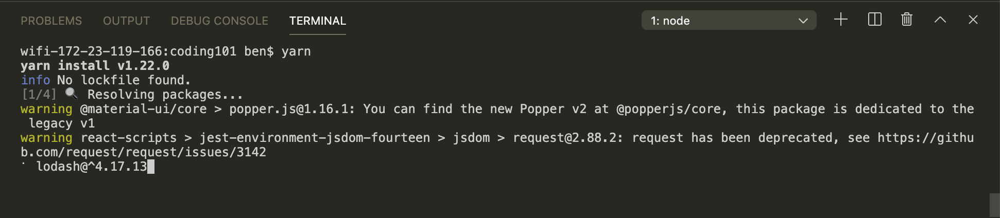 PROBLEMS OUTPUT DEBUG CONSOLE TERMINAL 1: node
wifi-172-23-119-166:coding101 ben$ yarn
yarn install v1.22.0
info No lockfile found.
[1/4] 🔍 Resolving packages...
warning @material-ui/core > popper.js@1.16.1: You can find the new Popper v2 at @popperjs/core, this package is dedicated to the
legacy v1
warning react-scripts > jest-environment-jsdom-fourteen > jsdom > request@2.88.2: request has been deprecated, see https://githu
b.com/request/request/issues/3142
⠁ lodash@^4.17.13